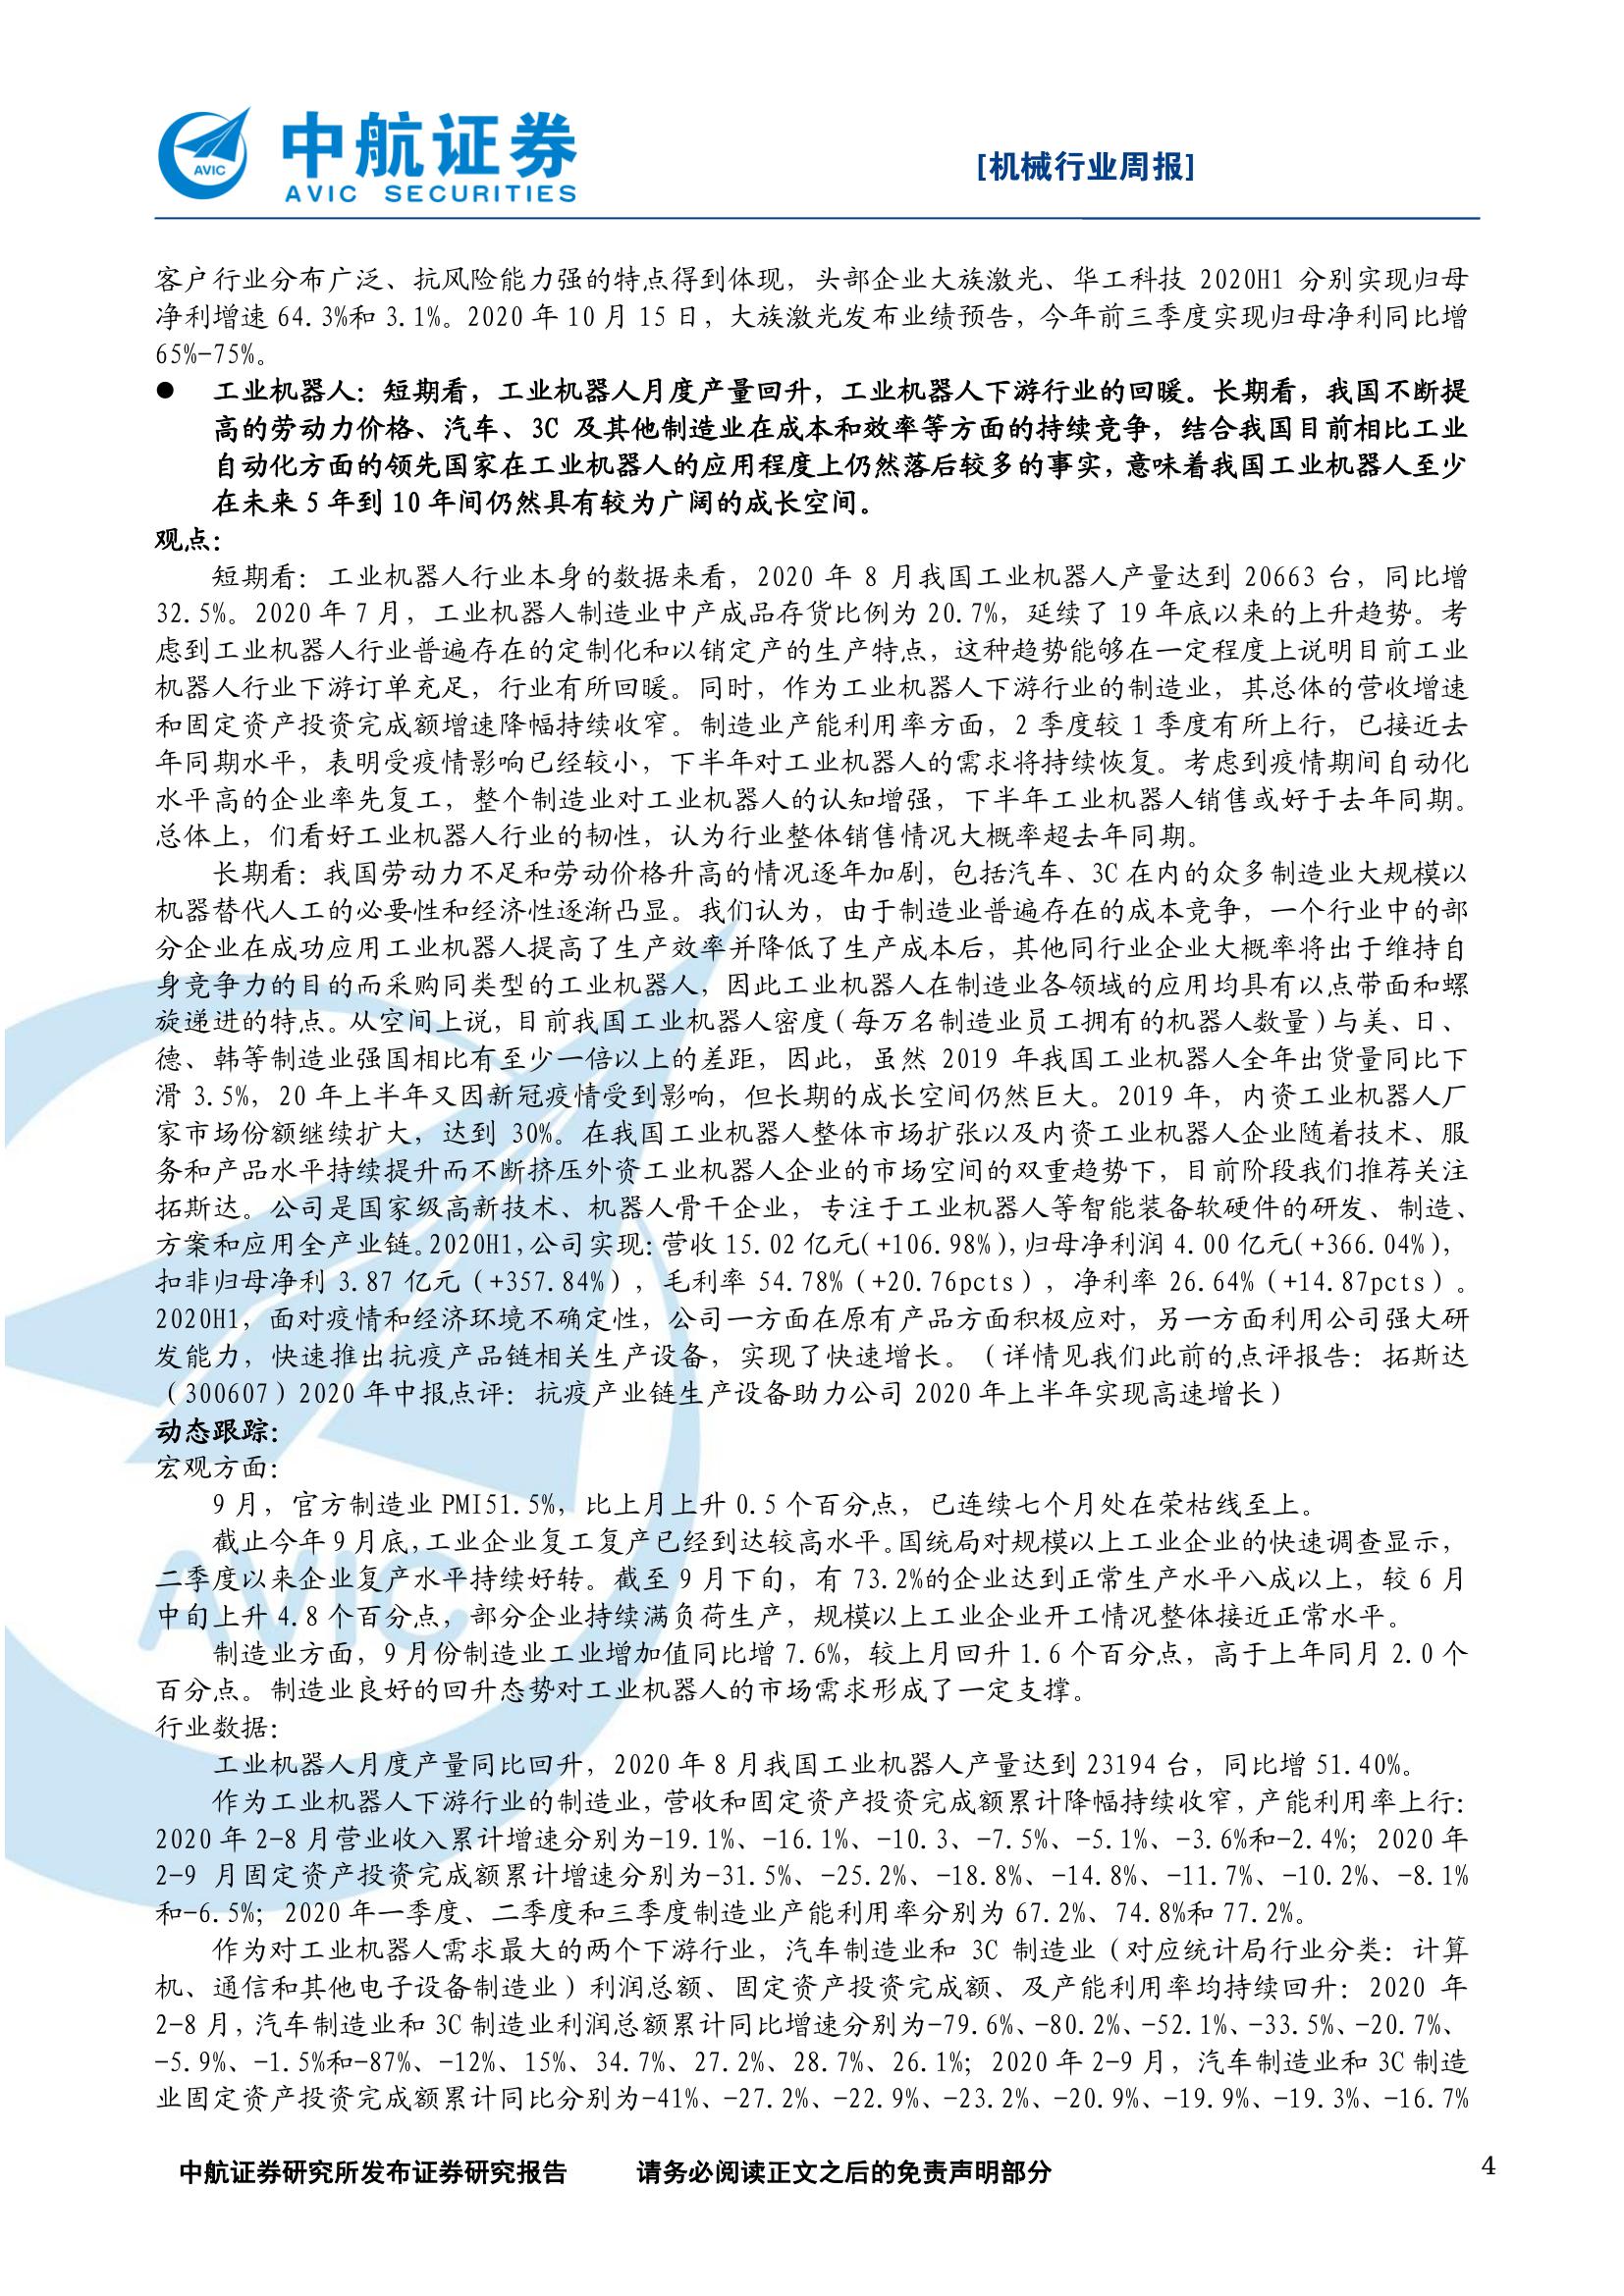 中航证券
AVIC
AVIC SECURITIES
[机械行业周报]
客户行业分布广泛、抗风险能力强的特点得到体现，头部企业大族激光、华工科技 2020H1 分别实现归母
净利增速 64.3%和 3.1%。2020 年 10 月 15 日，大族激光发布业绩预告，今年前三季度实现归母净利同比增
65%-75%。
● 工业机器人：短期看，工业机器人月度产量回升，工业机器人下游行业的回暖。长期看，我国不断提
高的劳动力价格、汽车、3C 及其他制造业在成本和效率等方面的持续竞争，结合我国目前相比工业
自动化方面的领先国家在工业机器人的应用程度上仍然落后较多的事实，意味着我国工业机器人至少
在未来 5 年到 10 年间仍然具有较为广阔的成长空间。
观点：
短期看：工业机器人行业本身的数据来看，2020 年 8 月我国工业机器人产量达到 20663 台，同比增
32.5%。2020 年 7 月，工业机器人制造业中产成品存货比例为 20.7%，延续了 19 年底以来的上升趋势。考
虑到工业机器人行业普遍存在的定制化和以销定产的生产特点，这种趋势能够在一定程度上说明目前工业
机器人行业下游订单充足，行业有所回暖。同时，作为工业机器人下游行业的制造业，其总体的营收增速
和固定资产投资完成额增速降幅持续收窄。制造业产能利用率方面，2 季度较 1 季度有所上行，已接近去
年同期水平，表明受疫情影响已经较小，下半年对工业机器人的需求将持续恢复。考虑到疫情期间自动化
水平高的企业率先复工，整个制造业对工业机器人的认知增强，下半年工业机器人销售或好于去年同期。
总体上，们看好工业机器人行业的韧性，认为行业整体销售情况大概率超去年同期。
长期看：我国劳动力不足和劳动价格升高的情况逐年加剧，包括汽车、3C 在内的众多制造业大规模以
机器替代人工的必要性和经济性逐渐凸显。我们认为，由于制造业普遍存在的成本竞争，一个行业中的部
分企业在成功应用工业机器人提高了生产效率并降低了生产成本后，其他同行业企业大概率将出于维持自
身竞争力的目的而采购同类型的工业机器人，因此工业机器人在制造业各领域的应用均具有以点带面和螺
旋递进的特点。从空间上说，目前我国工业机器人密度（每万名制造业员工拥有的机器人数量）与美、日、
德、韩等制造业强国相比有至少一倍以上的差距，因此，虽然 2019 年我国工业机器人全年出货量同比下
滑 3.5%，20 年上半年又因新冠疫情受到影响，但长期的成长空间仍然巨大。2019 年，内资工业机器人厂
家市场份额继续扩大，达到 30%。在我国工业机器人整体市场扩张以及内资工业机器人企业随着技术、服
务和产品水平持续提升而不断挤压外资工业机器人企业的市场空间的双重趋势下，目前阶段我们推荐关注
拓斯达。公司是国家级高新技术、机器人骨干企业，专注于工业机器人等智能装备软硬件的研发、制造、
方案和应用全产业链。2020H1，公司实现：营收 15.02 亿元（+106.98%），归母净利润 4.00 亿元（+366.04%），
扣非归母净利 3.87 亿元（+357.84%），毛利率 54.78%（+20.76pcts），净利率 26.64%（+14.87pcts）。
2020H1，面对疫情和经济环境不确定性，公司一方面在原有产品方面积极应对，另一方面利用公司强大研
发能力，快速推出抗疫产品链相关生产设备，实现了快速增长。（详情见我们此前的点评报告：拓斯达
（300607）2020 年中报点评：抗疫产业链生产设备助力公司 2020 年上半年实现高速增长）
动态跟踪：
宏观方面：
9 月，官方制造业 PMI51.5%，比上月上升 0.5 个百分点，已连续七个月处在荣枯线至上。
截止今年 9 月底，工业企业复工复产已经到达较高水平。国统局对规模以上工业企业的快速调查显示，
二季度以来企业复产水平持续好转。截至 9 月下旬，有 73.2%的企业达到正常生产水平八成以上，较 6 月
中旬上升 4.8 个百分点，部分企业持续满负荷生产，规模以上工业企业开工情况整体接近正常水平。
制造业方面，9 月份制造业工业增加值同比增 7.6%，较上月回升 1.6 个百分点，高于上年同月 2.0 个
百分点。制造业良好的回升态势对工业机器人的市场需求形成了一定支撑。
行业数据：
工业机器人月度产量同比回升，2020 年 8 月我国工业机器人产量达到 23194 台，同比增 51.40%。
作为工业机器人下游行业的制造业，营收和固定资产投资完成额累计降幅持续收窄，产能利用率上行：
2020 年 2-8 月营业收入累计增速分别为-19.1%、-16.1%、-10.3、-7.5%、-5.1%、-3.6%和-2.4%；2020 年
2-9 月固定资产投资完成额累计增速分别为-31.5%、-25.2%、-18.8%、-14.8%、-11.7%、-10.2%、-8.1%
和-6.5%；2020 年一季度、二季度和三季度制造业产能利用率分别为 67.2%、74.8%和 77.2%。
作为对工业机器人需求最大的两个下游行业，汽车制造业和 3C 制造业（对应统计局行业分类：计算
机、通信和其他电子设备制造业）利润总额、固定资产投资完成额、及产能利用率均持续回升：2020 年
2-8 月，汽车制造业和 3C 制造业利润总额累计同比增速分别为-79.6%、-80.2%、-52.1%、-33.5%、-20.7%、
-5.9%、-1.5%和-87%、-12%、15%、34.7%、27.2%、28.7%、26.1%；2020 年 2-9 月，汽车制造业和 3C 制造
业固定资产投资完成额累计同比分别为-41%、-27.2%、-22.9%、-23.2%、-20.9%、-19.9%、-19.3%、-16.7%
AVIC
中航证券研究所发布证券研究报告 请务必阅读正文之后的免责声明部分 4